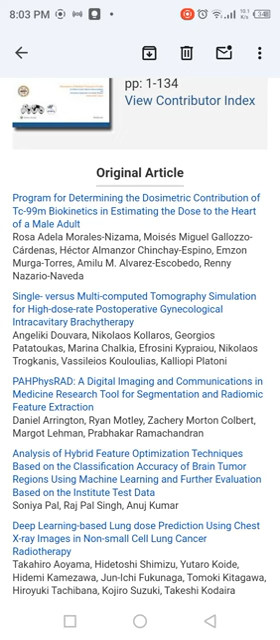 8:03 PM
pp: 1-134
View Contributor Index
Original Article
Program for Determining the Dosimetric Contribution of
Tc-99m Biokinetics in Estimating the Dose to the Heart
of a Male Adult
Rosa Adela Morales-Nizama, Moisés Miguel Gallozzo-
Cárdenas, Héctor Almanzor Chinchay-Espino, Emzon
Murga-Torres, Amilu M. Alvarez-Escobedo, Renny
Nazario-Naveda
Single- versus Multi-computed Tomography Simulation
for High-dose-rate Postoperative Gynecological
Intracavitary Brachytherapy
Angeliki Douvara, Nikolaos Kollaros, Georgios
Patatoukas, Marina Chalkia, Efrosini Kypraiou, Nikolaos
Trogkanis, Vassileios Kouloulias, Kalliopi Platoni
PAHPhysRAD: A Digital Imaging and Communications in
Medicine Research Tool for Segmentation and Radiomic
Feature Extraction
Daniel Arrington, Ryan Motley, Zachery Morton Colbert,
Margot Lehman, Prabhakar Ramachandran
Analysis of Hybrid Feature Optimization Techniques
Based on the Classification Accuracy of Brain Tumor
Regions Using Machine Learning and Further Evaluation
Based on the Institute Test Data
Soniya Pal, Raj Pal Singh, Anuj Kumar
Deep Learning-based Lung dose Prediction Using Chest
X-ray Images in Non-small Cell Lung Cancer
Radiotherapy
Takahiro Aoyama, Hidetoshi Shimizu, Yutaro Koide,
Hidemi Kamezawa, Jun-Ichi Fukunaga, Tomoki Kitagawa,
Hiroyuki Tachibana, Kojiro Suzuki, Takeshi Kodaira